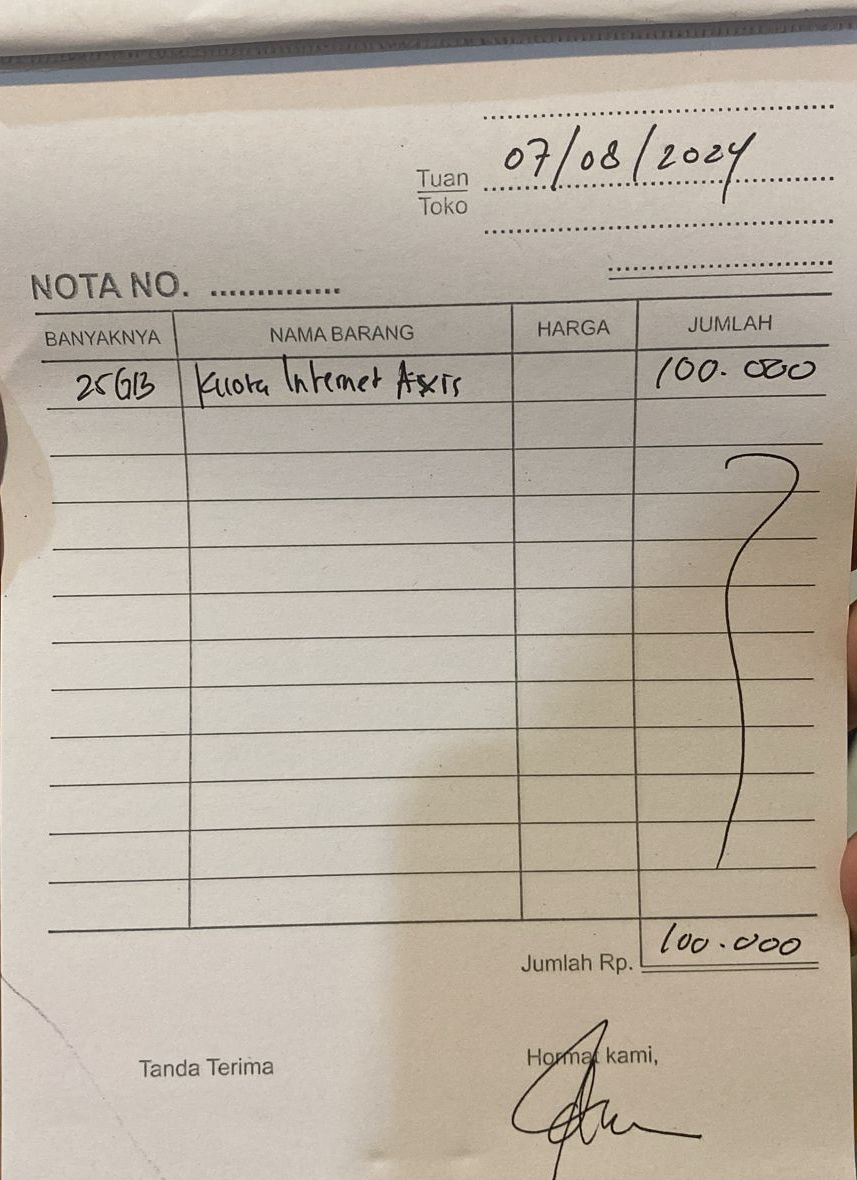 07/08/2024
Tuan
Toko
NOTA NO. ..............
BANYAKNYA NAMA BARANG HARGA JUMLAH
25GB Kuota Internet Axis 100.000
Jumlah Rp. 100.000
Tanda Terima Hormat kami,